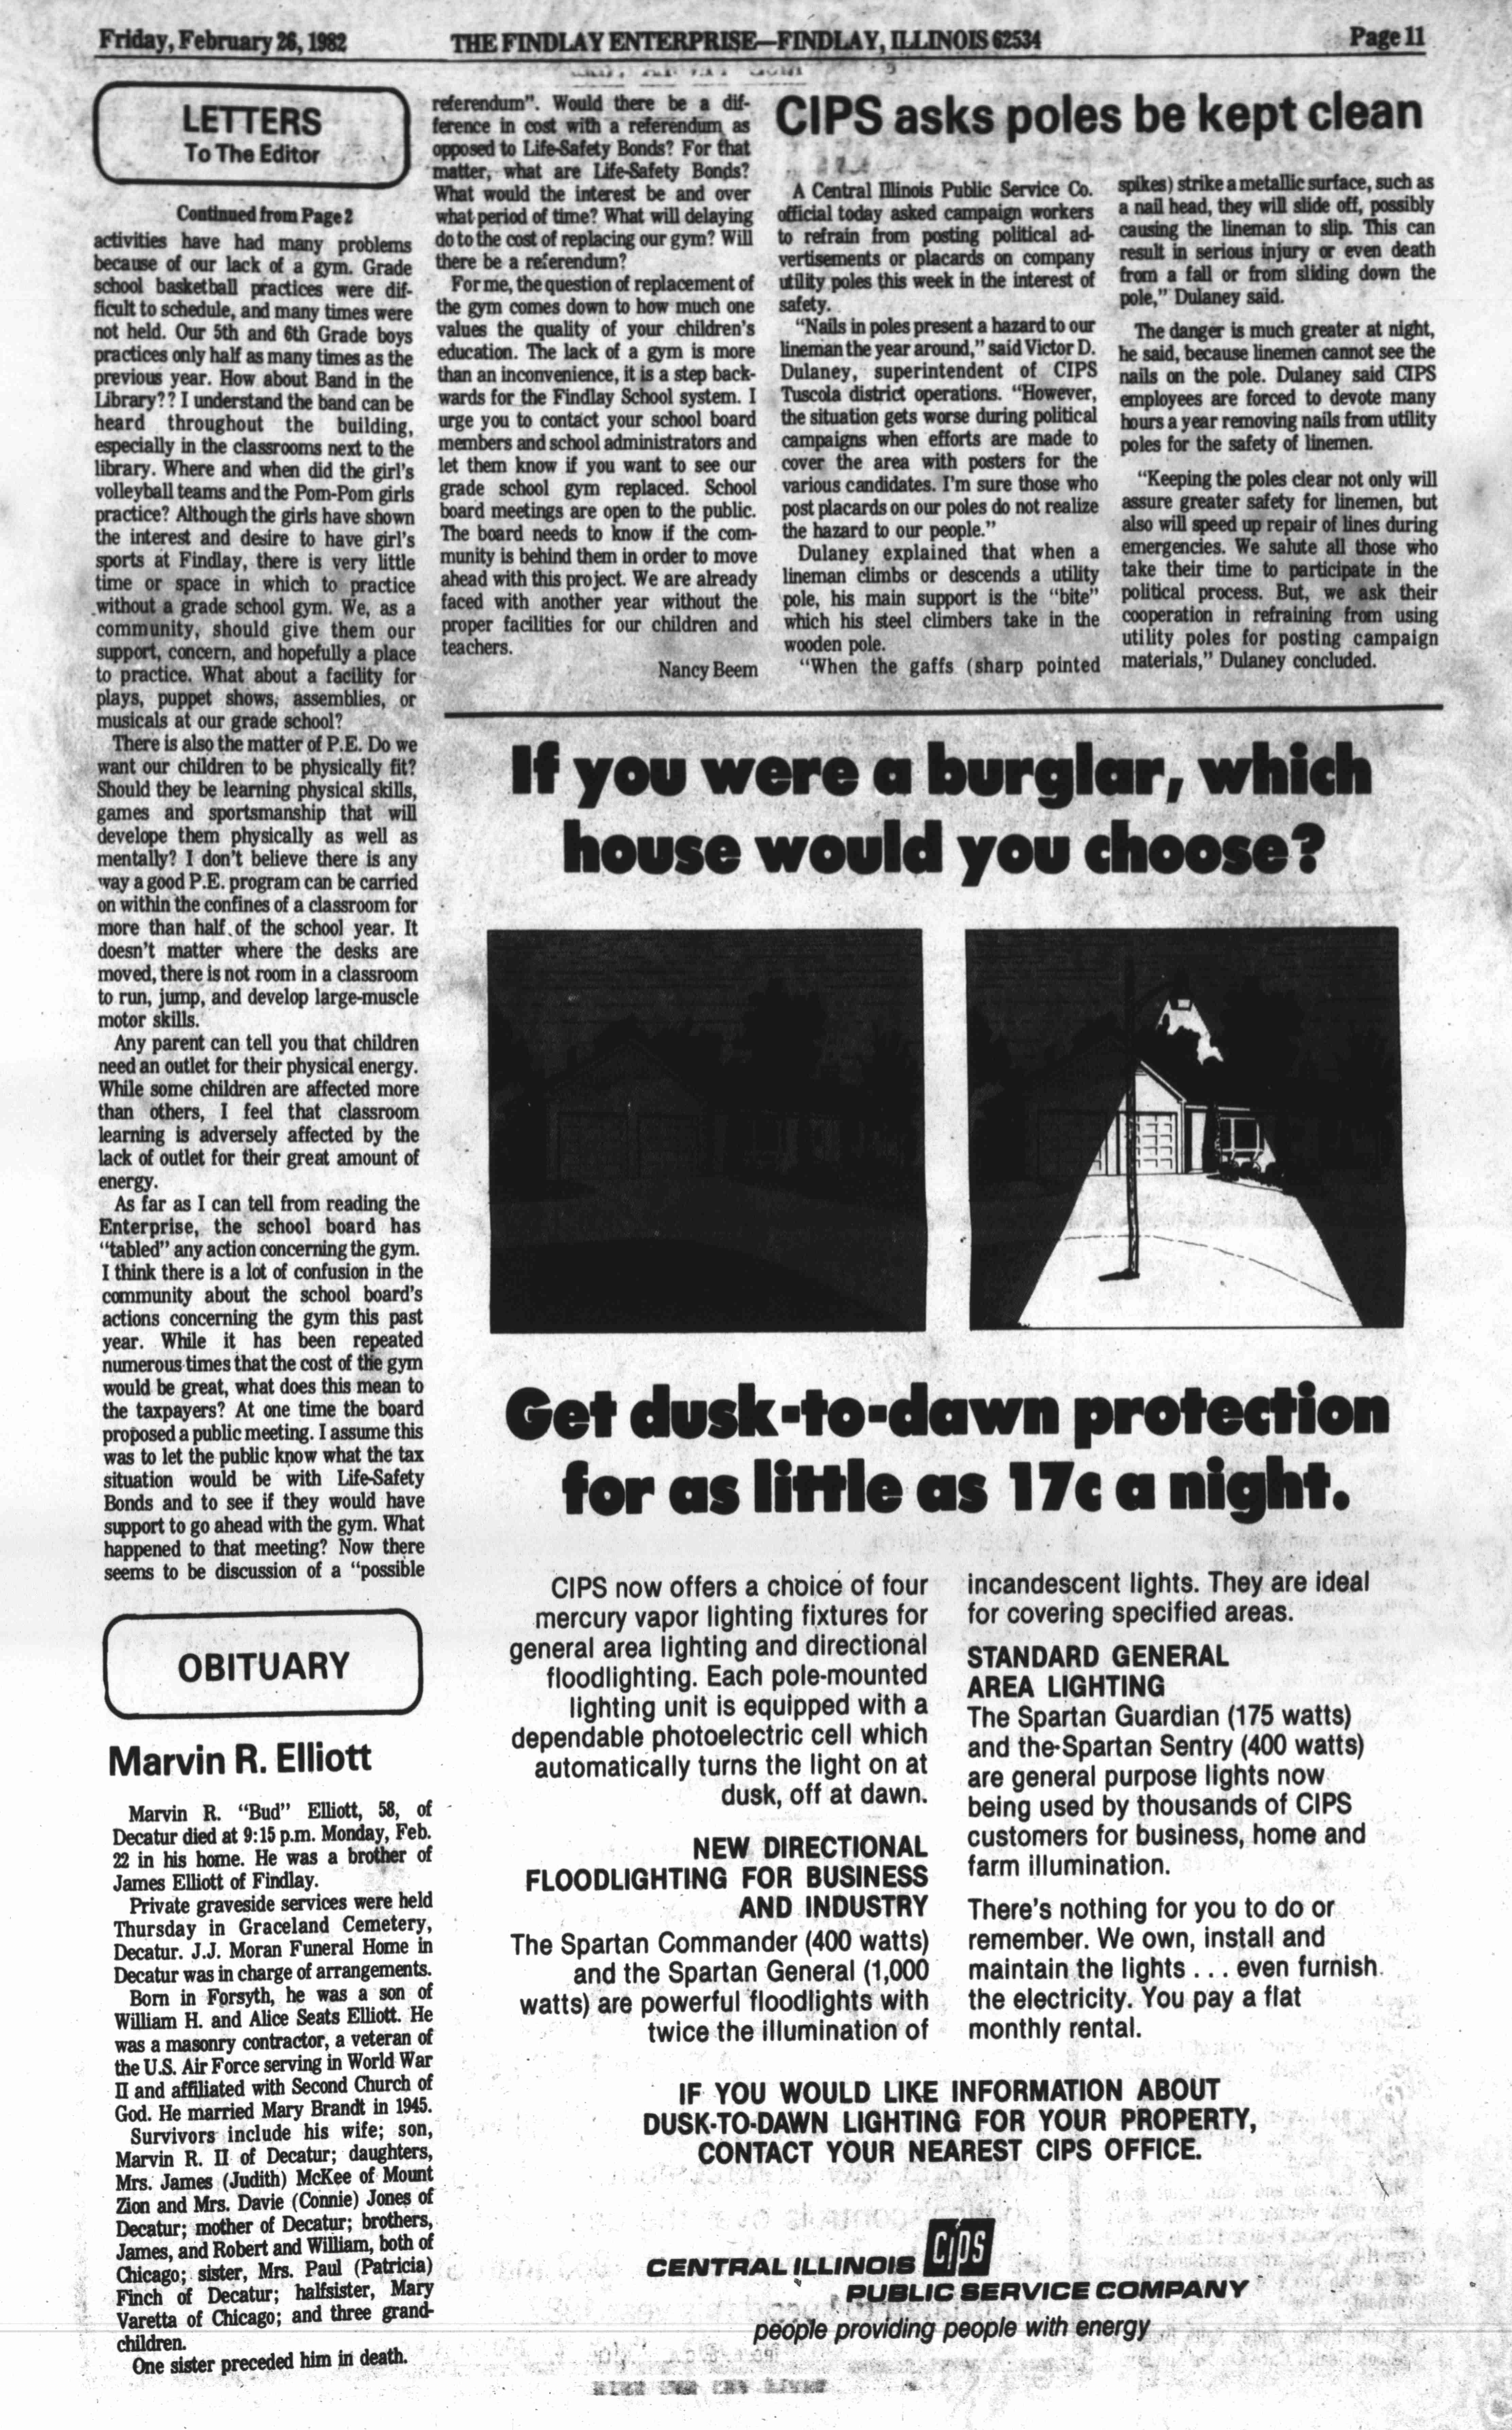 Friday, February 26, 1982
THE FINDLAY ENTERPRISE—FINDLAY, ILLINOIS 62534
Page 11
LETTERS
To The Editor
Continued from Page 2
activities have had many problems
because of our lack of a gym. Grade
school basketball practices were dif-
ficult to schedule, and many times were
not held. Our 5th and 6th Grade boys
practices only half as many times as the
previous year. How about Band in the
Library?? I understand the band can be
heard throughout the building,
especially in the classrooms next to the
library. Where and when did the girl's
volleyball teams and the Pom-Pom girls
practice? Although the girls have shown
the interest and desire to have girl's
sports at Findlay, there is very little
time or space in which to practice
without a grade school gym. We, as a
community, should give them our
support, concern, and hopefully a place
to practice. What about a facility for
plays, puppet shows, assemblies, or
musicals at our grade school?
There is also the matter of P.E. Do we
want our children to be physically fit?
Should they be learning physical skills,
games and sportsmanship that will
develope them physically as well as
mentally? I don't believe there is any
way a good P.E. program can be carried
on within the confines of a classroom for
more than half of the school year. It
doesn't matter where the desks are
moved, there is not room in a classroom
to run, jump, and develop large-muscle
motor skills.
Any parent can tell you that children
need an outlet for their physical energy.
While some children are affected more
than others, I feel that classroom
learning is adversely affected by the
lack of outlet for their great amount of
energy.
As far as I can tell from reading the
Enterprise, the school board has
"tabled" any action concerning the gym.
I think there is a lot of confusion in the
community about the school board's
actions concerning the gym this past
year. While it has been repeated
numerous times that the cost of the gym
would be great, what does this mean to
the taxpayers? At one time the board
proposed a public meeting. I assume this
was to let the public know what the tax
situation would be with Life-Safety
Bonds and to see if they would have
support to go ahead with the gym. What
happened to that meeting? Now there
seems to be discussion of a "possible
referendum". Would there be a dif-
ference in cost with a referendum as
opposed to Life-Safety Bonds? For that
matter, what are Life-Safety Bonds?
What would the interest be and over
what period of time? What will delaying
do to the cost of replacing our gym? Will
there be a referendum?
For me, the question of replacement of
the gym comes down to how much one
values the quality of your children's
education. The lack of a gym is more
than an inconvenience, it is a step back-
wards for the Findlay School system. I
urge you to contact your school board
members and school administrators and
let them know if you want to see our
grade school gym replaced. School
board meetings are open to the public.
The board needs to know if the com-
munity is behind them in order to move
ahead with this project. We are already
faced with another year without the
proper facilities for our children and
teachers.
Nancy Beem
CIPS asks poles be kept clean
A Central Illinois Public Service Co.
official today asked campaign workers
to refrain from posting political ad-
vertisements or placards on company
utility poles this week in the interest of
safety.
"Nails in poles present a hazard to our
lineman the year around," said Victor D.
Dulaney, superintendent of CIPS
Tuscola district operations. "However,
the situation gets worse during political
campaigns when efforts are made to
cover the area with posters for the
various candidates. I'm sure those who
post placards on our poles do not realize
the hazard to our people."
Dulaney explained that when a
lineman climbs or descends a utility
pole, his main support is the "bite"
which his steel climbers take in the
wooden pole.
"When the gaffs (sharp pointed
spikes) strike a metallic surface, such as
a nail head, they will slide off, possibly
causing the lineman to slip. This can
result in serious injury or even death
from a fall or from sliding down the
pole," Dulaney said.
The danger is much greater at night,
he said, because linemen cannot see the
nails on the pole. Dulaney said CIPS
employees are forced to devote many
hours a year removing nails from utility
poles for the safety of linemen.
"Keeping the poles clear not only will
assure greater safety for linemen, but
also will speed up repair of lines during
emergencies. We salute all those who
take their time to participate in the
political process. But, we ask their
cooperation in refraining from using
utility poles for posting campaign
materials," Dulaney concluded.
If you were a burglar, which
house would you choose?
Get dusk-to-dawn protection
for as little as 17c a night.
CIPS now offers a choice of four
mercury vapor lighting fixtures for
general area lighting and directional
floodlighting. Each pole-mounted
lighting unit is equipped with a
dependable photoelectric cell which
automatically turns the light on at
dusk, off at dawn.
NEW DIRECTIONAL
FLOODLIGHTING FOR BUSINESS
AND INDUSTRY
The Spartan Commander (400 watts)
and the Spartan General (1,000
watts) are powerful floodlights with
twice the illumination of
incandescent lights. They are ideal
for covering specified areas.
STANDARD GENERAL
AREA LIGHTING
The Spartan Guardian (175 watts)
and the Spartan Sentry (400 watts)
are general purpose lights now
being used by thousands of CIPS
customers for business, home and
farm illumination.
There's nothing for you to do or
remember. We own, install and
maintain the lights . . . even furnish
the electricity. You pay a flat
monthly rental.
IF YOU WOULD LIKE INFORMATION ABOUT
DUSK-TO-DAWN LIGHTING FOR YOUR PROPERTY,
CONTACT YOUR NEAREST CIPS OFFICE.
CENTRAL ILLINOIS CIPS
PUBLIC SERVICE COMPANY
people providing people with energy
OBITUARY
Marvin R. Elliott
Marvin R. "Bud" Elliott, 58, of
Decatur died at 9:15 p.m. Monday, Feb.
22 in his home. He was a brother of
James Elliott of Findlay.
Private graveside services were held
Thursday in Graceland Cemetery,
Decatur. J.J. Moran Funeral Home in
Decatur was in charge of arrangements.
Born in Forsyth, he was a son of
William H. and Alice Seats Elliott. He
was a masonry contractor, a veteran of
the U.S. Air Force serving in World War
II and affiliated with Second Church of
God. He married Mary Brandt in 1945.
Survivors include his wife; son,
Marvin R. II of Decatur; daughters,
Mrs. James (Judith) McKee of Mount
Zion and Mrs. Davie (Connie) Jones of
Decatur; mother of Decatur; brothers,
James, and Robert and William, both of
Chicago; sister, Mrs. Paul (Patricia)
Finch of Decatur; halfsister, Mary
Varetta of Chicago; and three grand-
children.
One sister preceded him in death.